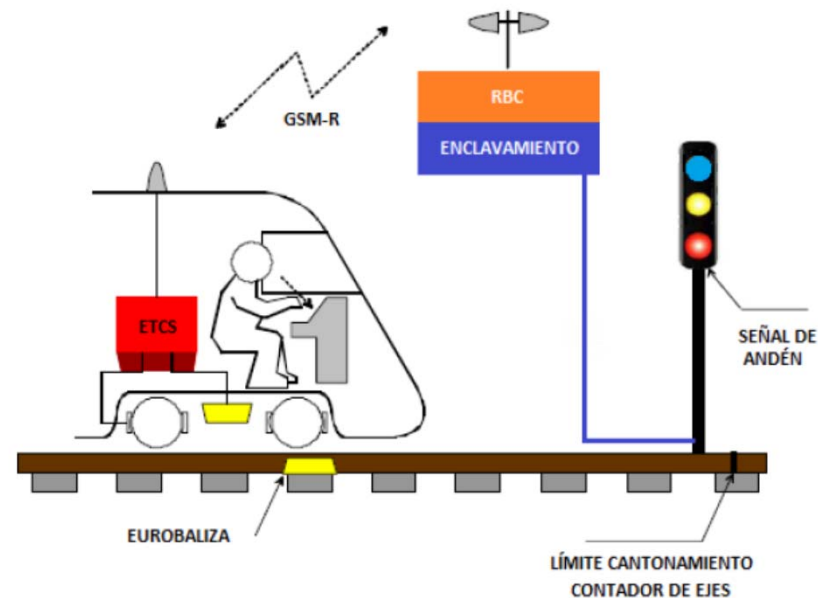 RBC
GSM-R
ENCLAVAMIENTO
ETCS
SEÑAL DE
ANDÉN
EUROBALIZA
LÍMITE CANTONAMIENTO
CONTADOR DE EJES